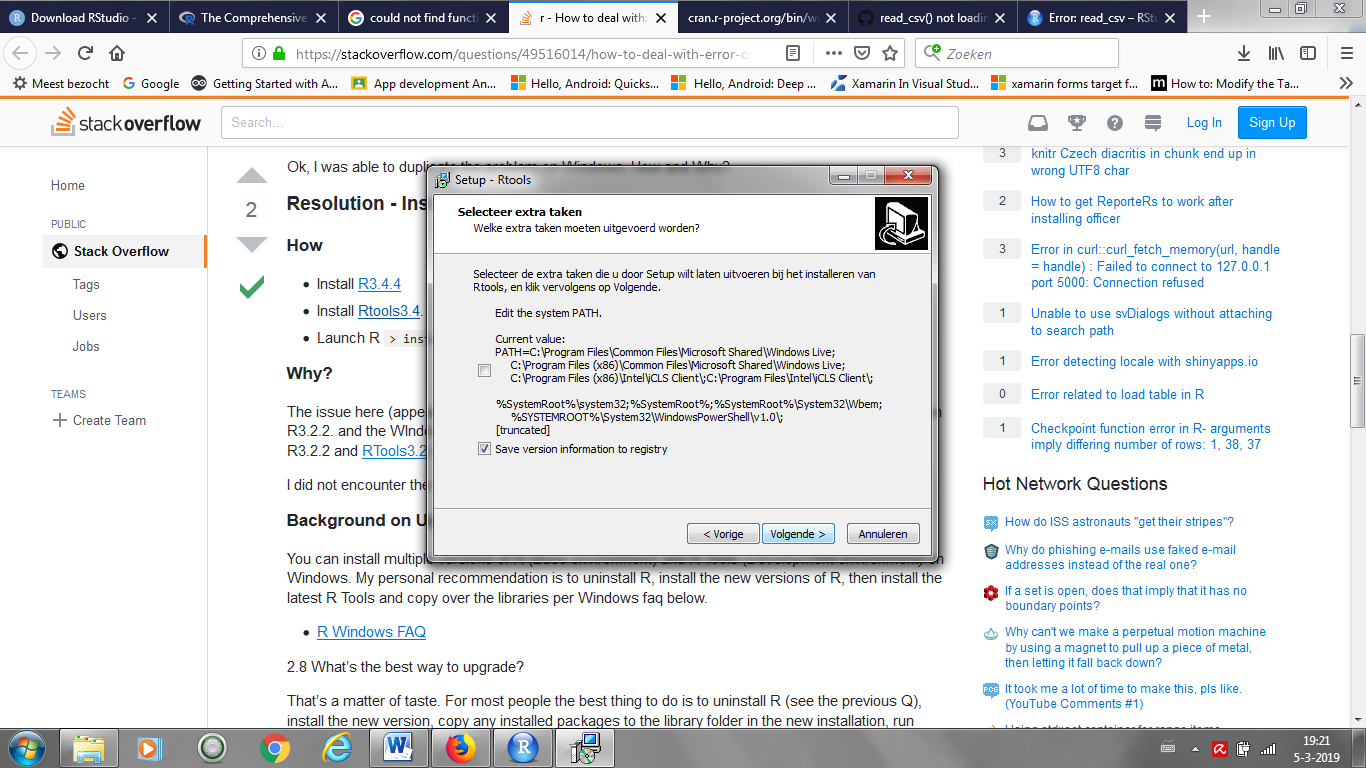 Download RStudio -
The Comprehensive
could not find functi
r - How to deal with
cran.r-project.org/bin/wi
read_csv() not loadin
Error: read_csv – RStu
https://stackoverflow.com/questions/49516014/how-to-deal-with-error-c
Zoeken
Meest bezocht
Google
Getting Started with A...
App development An...
Hello, Android: Quicks...
Hello, Android: Deep ...
Xamarin In Visual Stud...
xamarin forms target f...
How to: Modify the Ta...
stackoverflow
Search...
Log In
Sign Up
Home
PUBLIC
Stack Overflow
Tags
Users
Jobs
TEAMS
Create Team
Ok, I was able to duplicate the problem on Windows. How and Why?
2
Resolution - Ins
How
Install R3.4.4
Install Rtools3.4.
Launch R > inst
Why?
The issue here (appe
R3.2.2. and the WIndo
R3.2.2 and RTools3.2
I did not encounter the
Background on U
You can install multiple
Windows. My personal recommendation is to uninstall R, install the new versions of R, then install the
latest R Tools and copy over the libraries per Windows faq below.
R Windows FAQ
2.8 What's the best way to upgrade?
That's a matter of taste. For most people the best thing to do is to uninstall R (see the previous Q),
install the new version, copy any installed packages to the library folder in the new installation, run
Setup - Rtools
Selecteer extra taken
Welke extra taken moeten uitgevoerd worden?
Selecteer de extra taken die u door Setup wilt laten uitvoeren bij het installeren van
Rtools, en klik vervolgens op Volgende.
Edit the system PATH.
Current value:
PATH=C:\Program Files\Common Files\Microsoft Shared\Windows Live;
C:\Program Files (x86)\Common Files\Microsoft Shared\Windows Live;
C:\Program Files (x86)\Intel\iCLS Client\;C:\Program Files\Intel\iCLS Client\;
%SystemRoot%\system32;%SystemRoot%;%SystemRoot%\System32\Wbem;
%SYSTEMROOT%\System32\WindowsPowerShell\v1.0\;
[truncated]
Save version information to registry
< Vorige
Volgende >
Annuleren
3
knitr Czech diacritis in chunk end up in
wrong UTF8 char
2
How to get ReporteRs to work after
installing officer
3
Error in curl::curl_fetch_memory(url, handle
= handle) : Failed to connect to 127.0.0.1
port 5000: Connection refused
1
Unable to use svDialogs without attaching
to search path
1
Error detecting locale with shinyapps.io
0
Error related to load table in R
1
Checkpoint function error in R- arguments
imply differing number of rows: 1, 38, 37
Hot Network Questions
How do ISS astronauts "get their stripes"?
Why do phishing e-mails use faked e-mail
addresses instead of the real one?
If a set is open, does that imply that it has no
boundary points?
Why can't we make a perpetual motion machine
by using a magnet to pull up a piece of metal,
then letting it fall back down?
It took me a lot of time to make this, pls like.
(YouTube Comments #1)
19:21
5-3-2019